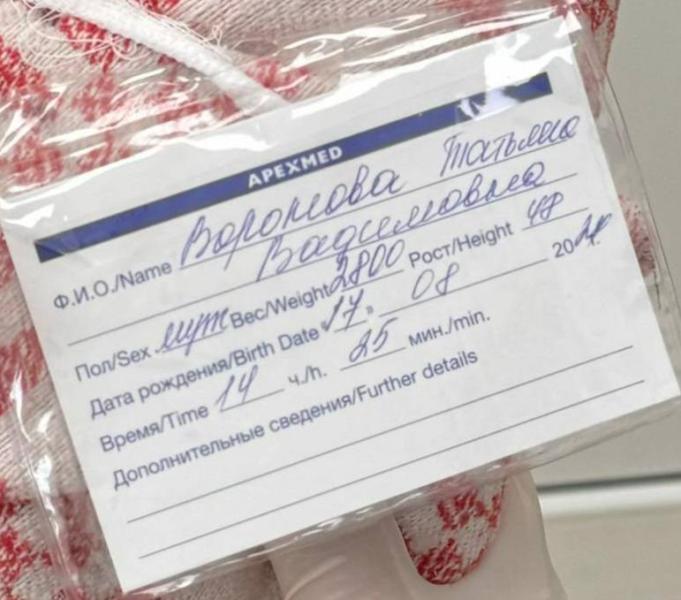 APEXMED
Ф.И.О./Name Воронова Татьяна
Вадимовна
Пол/Sex муж Вес/Weight 2800 Рост/Height 48
Дата рождения/Birth Date "17" 08 20
Время/Time 14 ч./h. 25 мин./min.
Дополнительные сведения/Further details